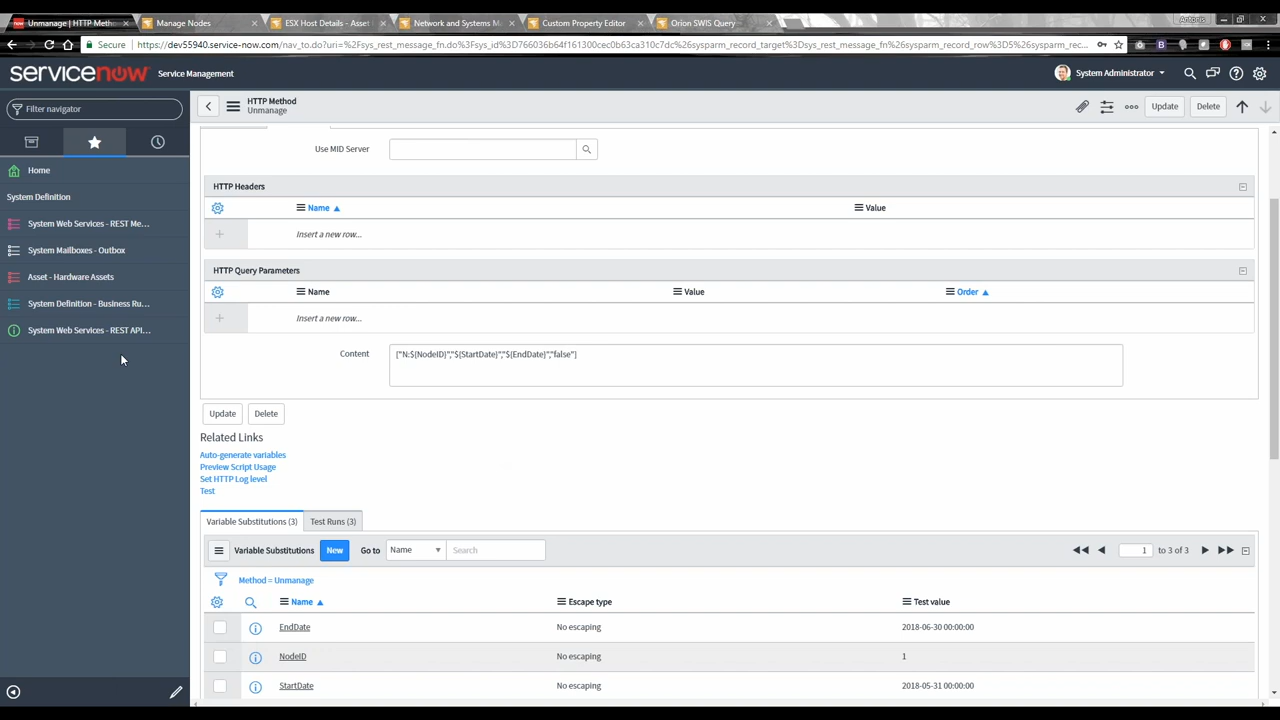 Unmanage | HTTP Meth
Manage Nodes
ESX Host Details - Asset
Network and Systems M
Custom Property Editor
Orion SWIS Query
Antonis
Secure
https://dev55940.service-now.com/nav_to.do?uri=%2Fsys_rest_message_fn.do%3Fsys_id%3D766036b64f161300cec0b63ca310c7dc%26sysparm_record_target%3Dsys_rest_message_fn%26sysparm_record_row%3D5%26sysparm_rec...
servicenow
Service Management
System Administrator
Filter navigator
Home
System Definition
System Web Services - REST Me...
System Mailboxes - Outbox
Asset - Hardware Assets
System Definition - Business Ru...
System Web Services - REST API...
HTTP Method
Unmanage
Update
Delete
Use MID Server
HTTP Headers
Name
Value
Insert a new row...
HTTP Query Parameters
Name
Value
Order
Insert a new row...
Content
["N:${NodeID}","${StartDate}","${EndDate}","false"]
Update
Delete
Related Links
Auto-generate variables
Preview Script Usage
Set HTTP Log level
Test
Variable Substitutions (3)
Test Runs (3)
Variable Substitutions
New
Go to
Name
Search
1
to 3 of 3
Method = Unmanage
Name
Escape type
Test value
EndDate
No escaping
2018-06-30 00:00:00
NodeID
No escaping
1
StartDate
No escaping
2018-05-31 00:00:00